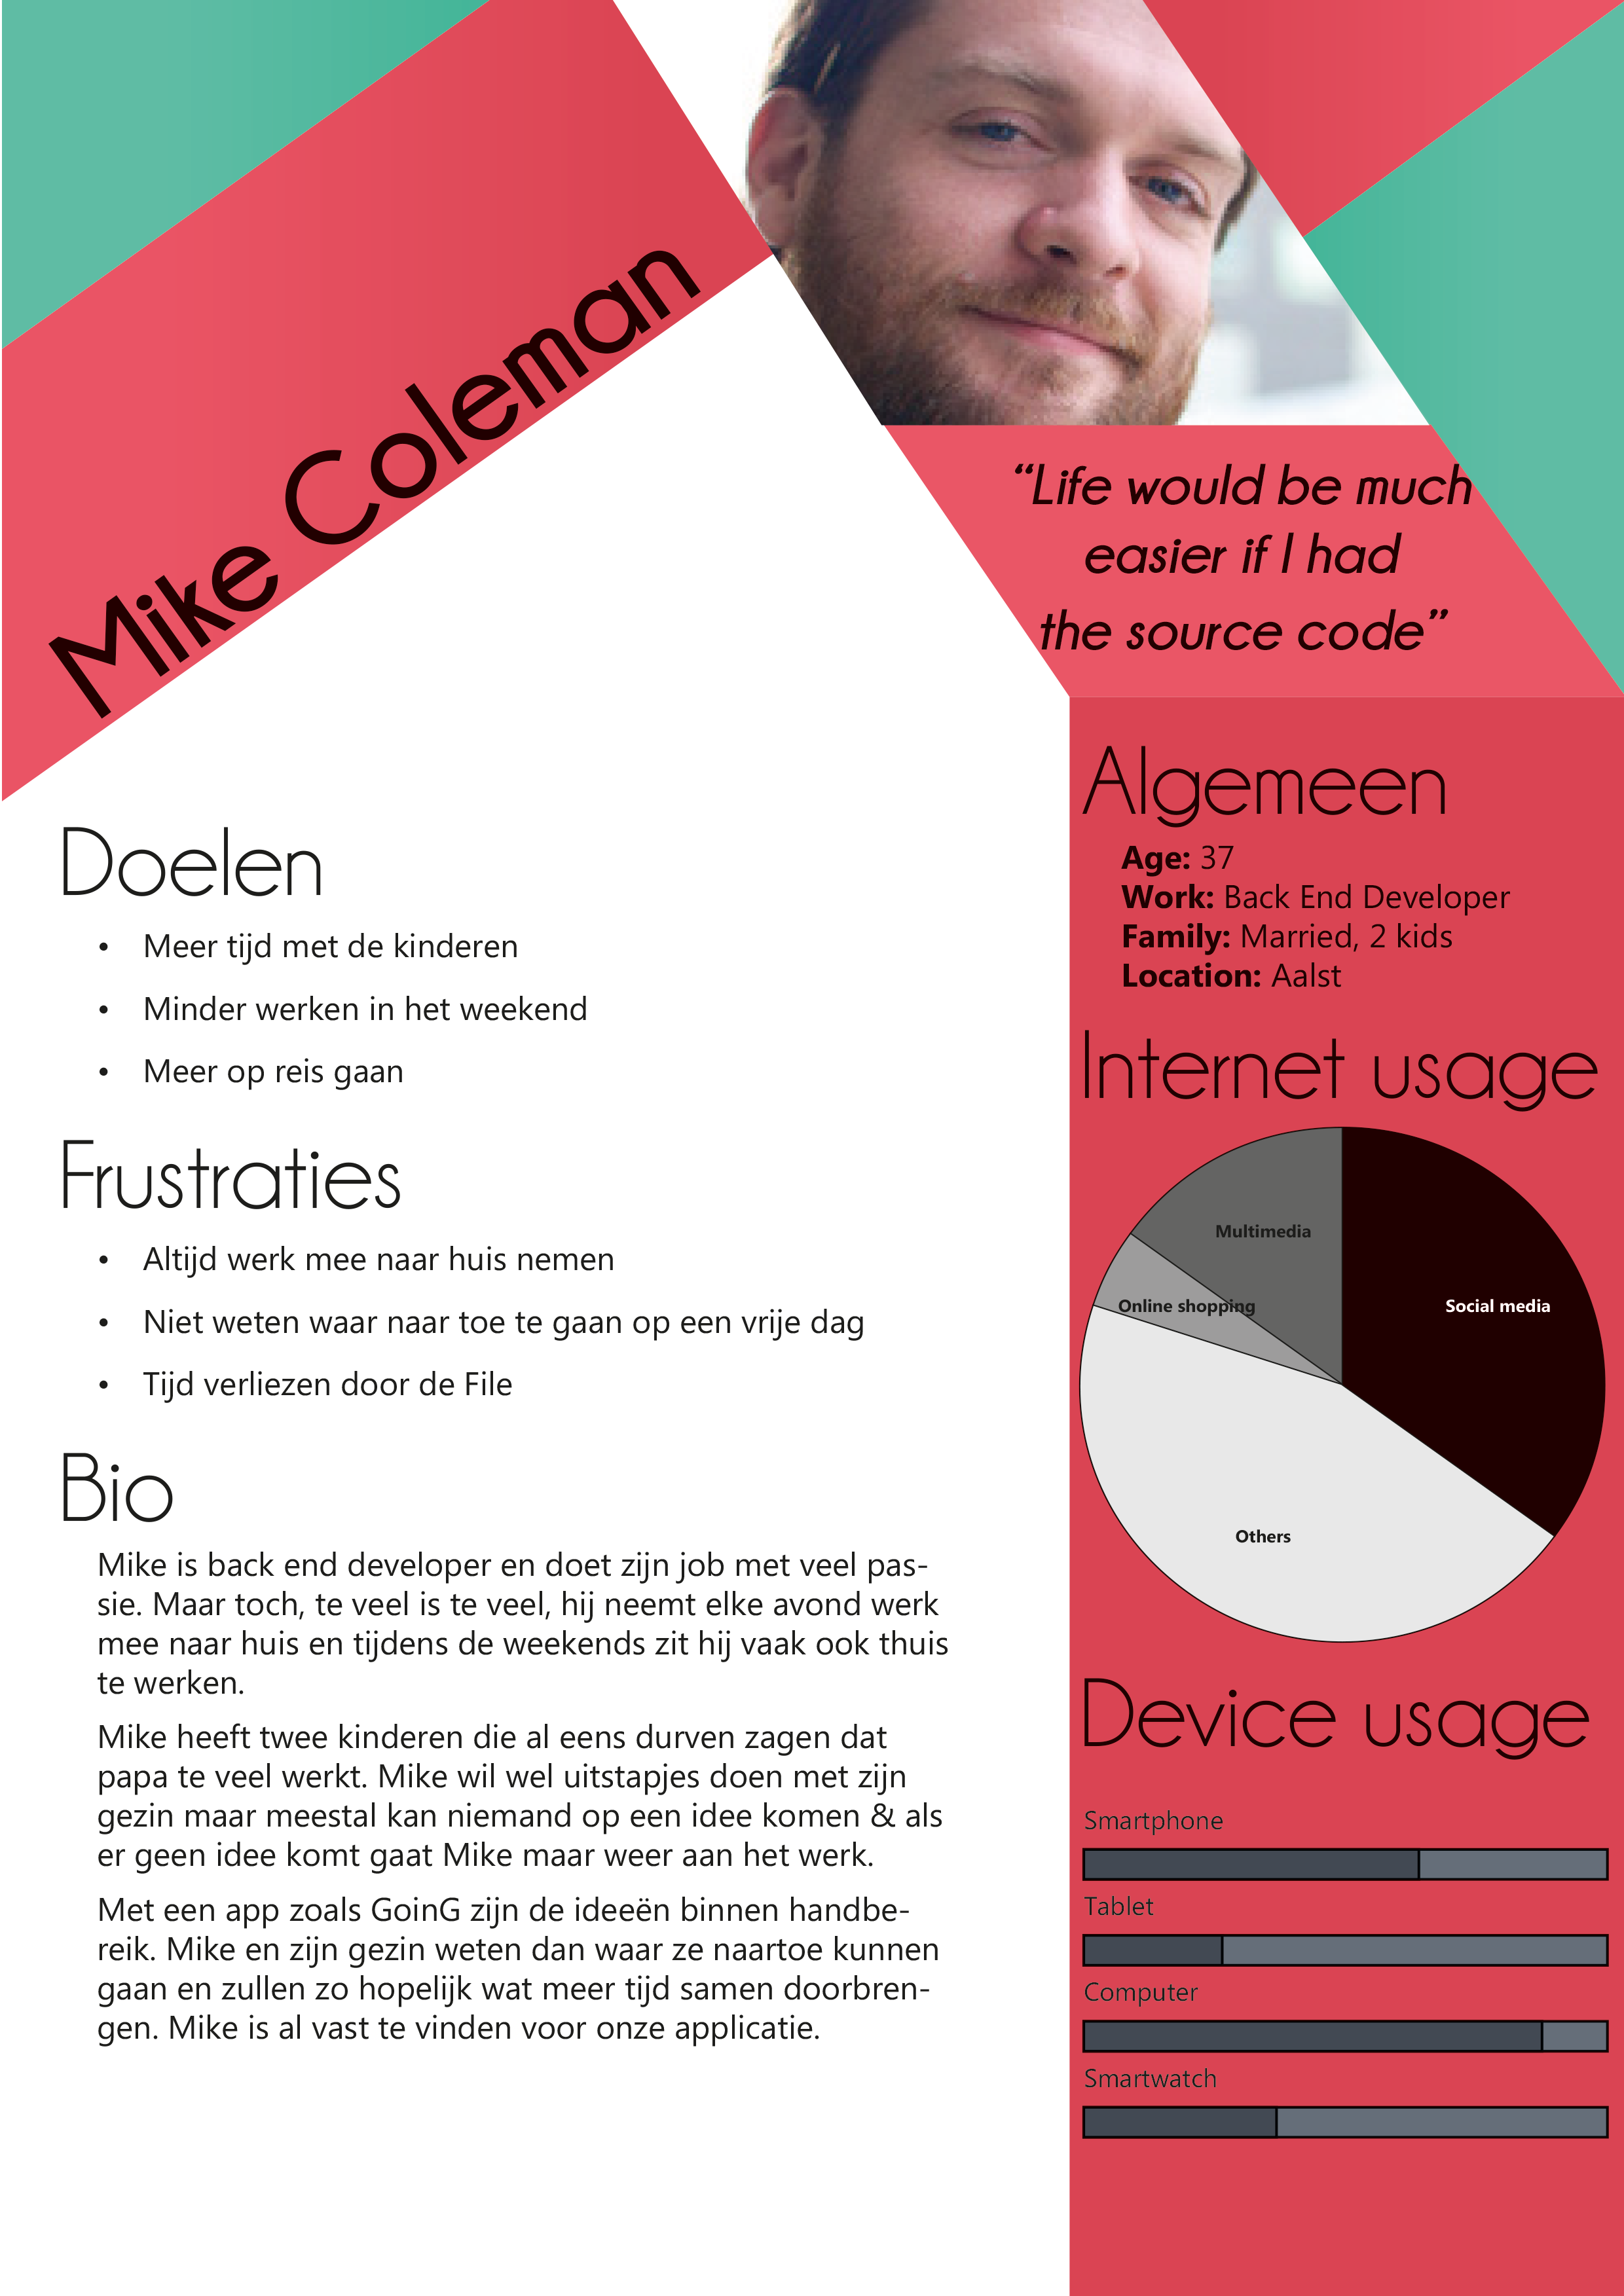 Mike Coleman
“Life would be much
easier if I had
the source code”
Doelen
• Meer tijd met de kinderen
• Minder werken in het weekend
• Meer op reis gaan
Frustraties
• Altijd werk mee naar huis nemen
• Niet weten waar naar toe te gaan op een vrije dag
• Tijd verliezen door de File
Bio
Mike is back end developer en doet zijn job met veel pas-
sie. Maar toch, te veel is te veel, hij neemt elke avond werk
mee naar huis en tijdens de weekends zit hij vaak ook thuis
te werken.
Mike heeft twee kinderen die al eens durven zagen dat
papa te veel werkt. Mike wil wel uitstapjes doen met zijn
gezin maar meestal kan niemand op een idee komen & als
er geen idee komt gaat Mike maar weer aan het werk.
Met een app zoals GoinG zijn de ideeën binnen handbe-
reik. Mike en zijn gezin weten dan waar ze naartoe kunnen
gaan en zullen zo hopelijk wat meer tijd samen doorbren-
gen. Mike is al vast te vinden voor onze applicatie.
Algemeen
Age: 37
Work: Back End Developer
Family: Married, 2 kids
Location: Aalst
Internet usage
Multimedia
Online shopping
Social media
Others
Device usage
Smartphone
Tablet
Computer
Smartwatch